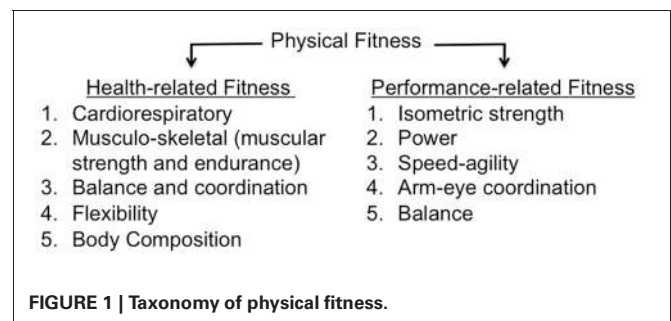 Physical Fitness
Health-related Fitness
1. Cardiorespiratory
2. Musculo-skeletal (muscular
strength and endurance)
3. Balance and coordination
4. Flexibility
5. Body Composition
Performance-related Fitness
1. Isometric strength
2. Power
3. Speed-agility
4. Arm-eye coordination
5. Balance
FIGURE 1 | Taxonomy of physical fitness.